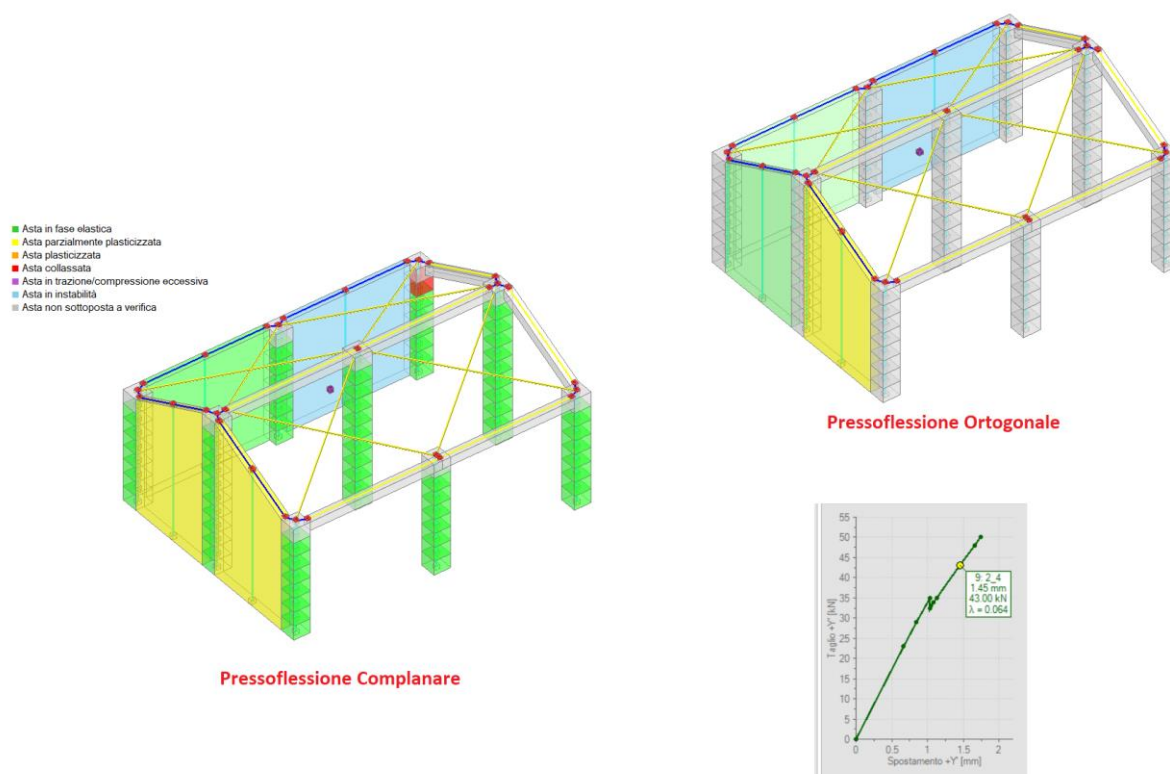 Asta in fase elastica
Asta parzialmente plasticizzata
Asta plasticizzata
Asta collassata
Asta in trazione/compressione eccessiva
Asta in instabilità
Asta non sottoposta a verifica
Pressoflessione Complanare
Pressoflessione Ortogonale
Taglio +Y' [kN]
55
50
45
40
35
30
25
20
15
10
5
0
9: 2_4
1.45 mm
43.00 kN
λ = 0.064
0 0.5 1 1.5 2
Spostamento +Y' [mm]